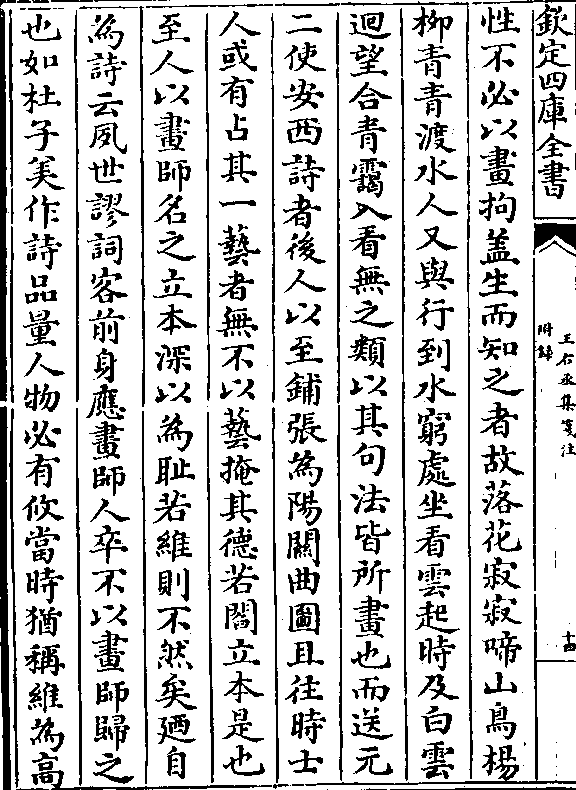 欽定四庫全書
王右丞集箋注
附錄
十四
性不必以畫拘盖生而知之者故落花寂寂啼山鳥楊
栁青青渡水人又與行到水窮處坐看雲起時及白雲
迴望合青靄入看無之類以其句法皆所畫也而送元
二使安西詩者後人以至鋪張為陽關曲圖且往時士
人或有占其一藝者無不以藝掩其德若閻立本是也
至人以畫師名之立本深以為恥若維則不然矣廼自
為詩云夙世謬詞客前身應畫師人卒不以畫師歸之
也如杜子美作詩品量人物必有攸當時猶稱維為高